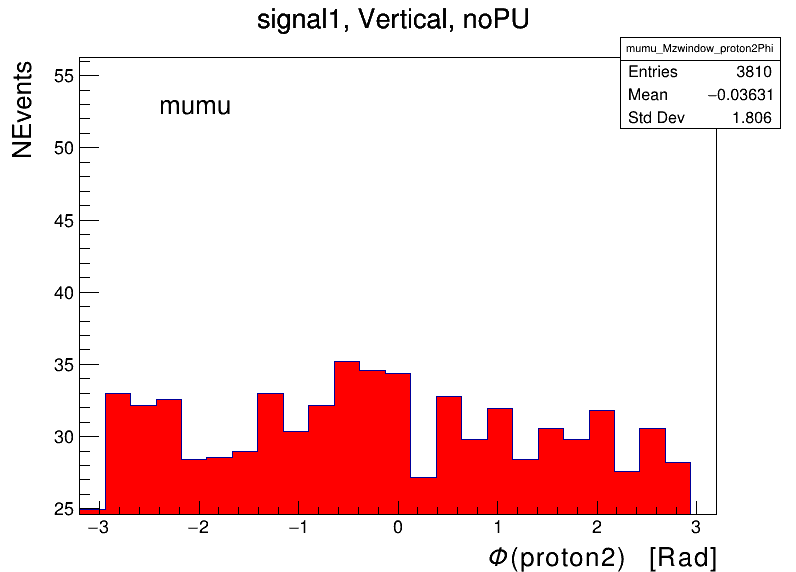 signal1, Vertical, noPU
mumu_Mzwindow_proton2Phi
Entries 3810
Mean −0.03631
Std Dev 1.806
NEvents
mumu
55
50
45
40
35
30
25
−3 −2 −1 0 1 2 3
Φ(proton2) [Rad]